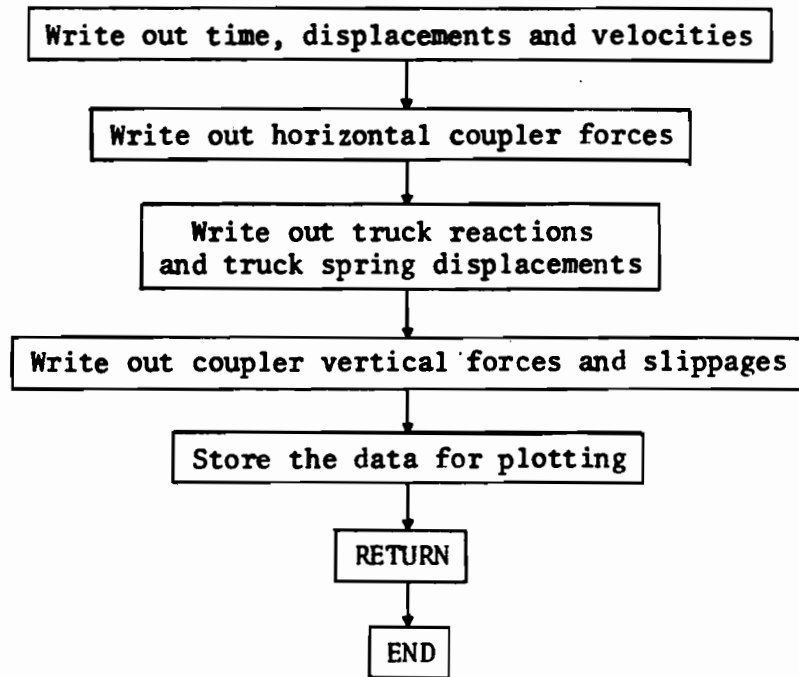 Write out time, displacements and velocities
Write out horizontal coupler forces
Write out truck reactions
and truck spring displacements
Write out coupler vertical forces and slippages
Store the data for plotting
RETURN
END